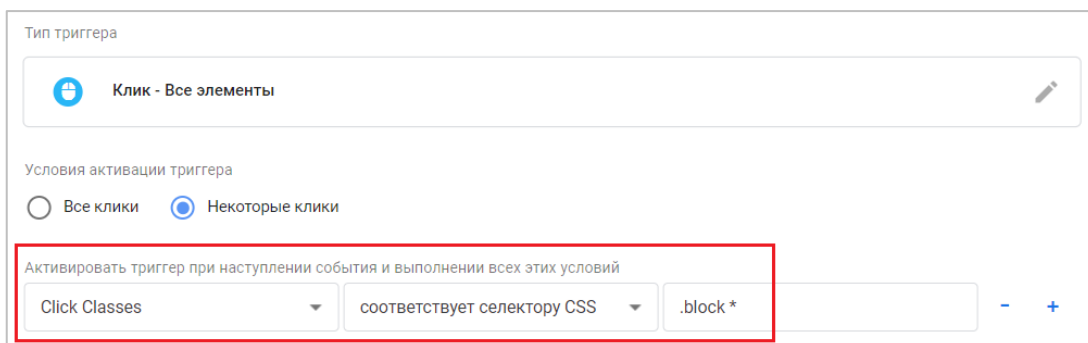 Тип триггера
Клик - Все элементы
Условия активации триггера
Все клики Некоторые клики
Активировать триггер при наступлении события и выполнении всех этих условий
Click Classes соответствует селектору CSS .block * - +